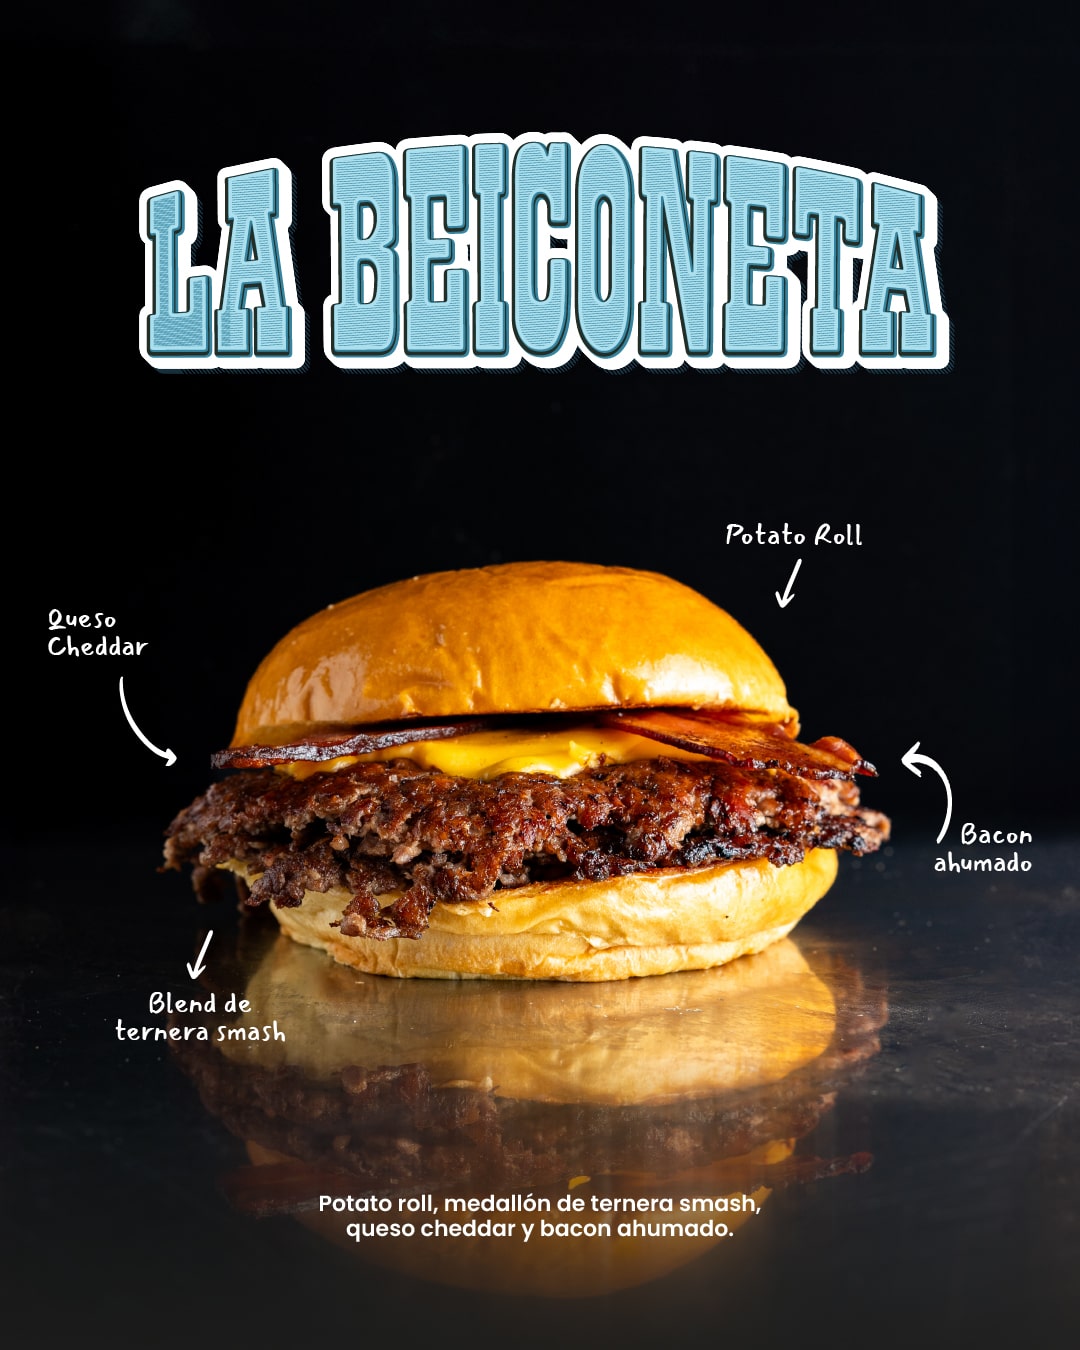 LA BEICONETA
Potato Roll
Queso
Cheddar
Bacon
ahumado
Blend de
ternera smash
Potato roll, medallón de ternera smash,
queso cheddar y bacon ahumado.